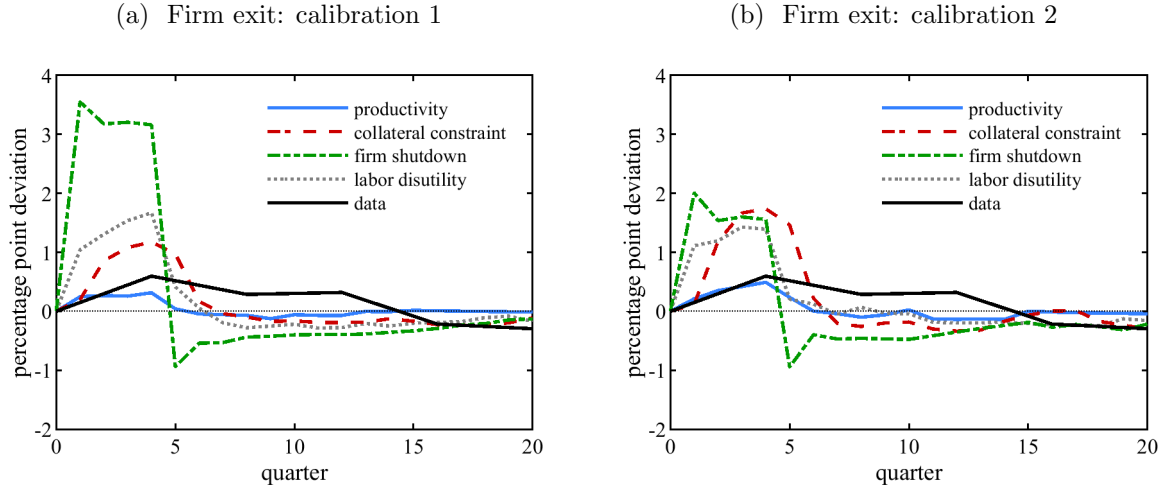 (a) Firm exit: calibration 1
4
3
2
1
0
-1
-2
0
5
10
15
20
percentage point deviation
quarter
productivity
collateral constraint
firm shutdown
labor disutility
data
(b) Firm exit: calibration 2
4
3
2
1
0
-1
-2
0
5
10
15
20
percentage point deviation
quarter
productivity
collateral constraint
firm shutdown
labor disutility
data